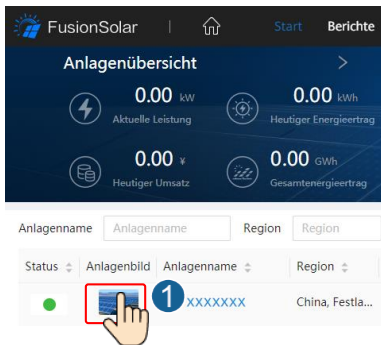 FusionSolar Start Berichte
Anlagenübersicht >
0.00 kW 0.00 kWh
Aktuelle Leistung Heutiger Energieertrag
0.00 ¥ 0.00 GWh
Heutiger Umsatz Gesamtenergieertrag
Anlagenname Anlagenname Region Region
Status Anlagenbild Anlagenname Region
1 XXXXXXX China, Festla...